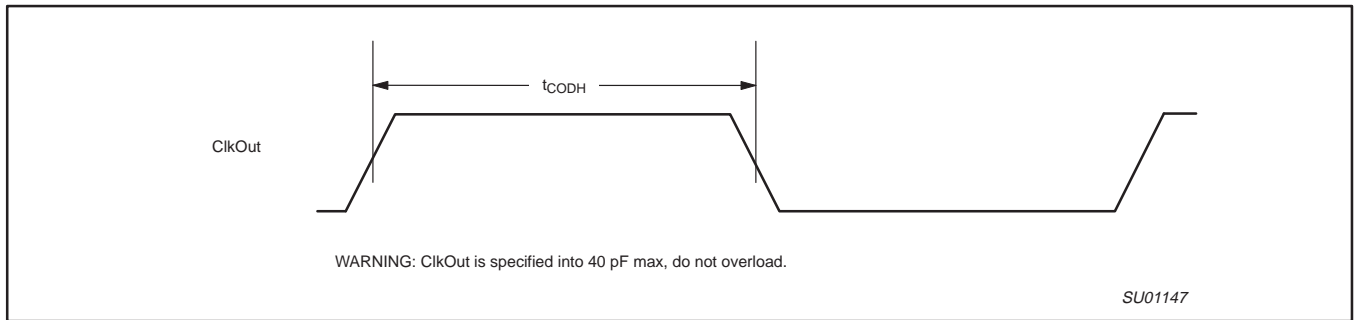 tCODH
ClkOut
WARNING: ClkOut is specified into 40 pF max, do not overload.
SU01147